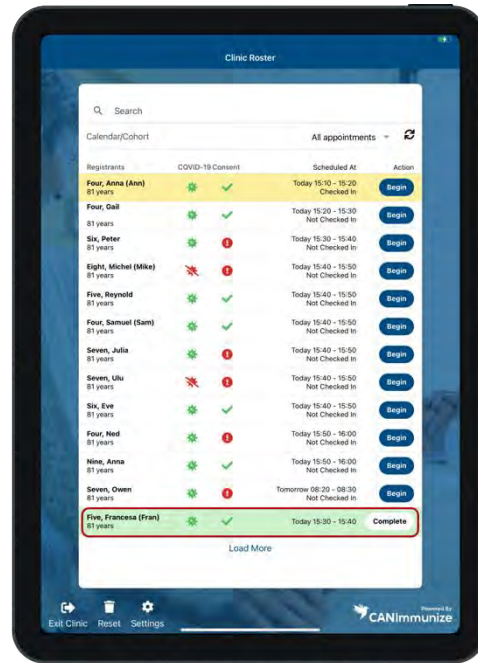 Clinic Roster
Search
Calendar/Cohort All appointments
Registrants COVID-19 Consent Scheduled At Action
Four, Anna (Ann) Today 15:10 - 15:20 Begin
81 years Checked In
Four, Gail Today 15:20 - 15:30 Begin
81 years Not Checked In
Six, Peter Today 15:30 - 15:40 Begin
81 years Not Checked In
Eight, Michel (Mike) Today 15:40 - 15:50 Begin
81 years Not Checked In
Five, Reynold Today 15:40 - 15:50 Begin
81 years Not Checked In
Four, Samuel (Sam) Today 15:40 - 15:50 Begin
81 years Not Checked In
Seven, Julia Today 15:40 - 15:50 Begin
81 years Not Checked In
Seven, Ulu Today 15:40 - 15:50 Begin
81 years Not Checked In
Six, Eve Today 15:40 - 15:50 Begin
81 years Not Checked In
Four, Ned Today 15:50 - 16:00 Begin
81 years Not Checked In
Nine, Anna Today 15:50 - 16:00 Begin
81 years Not Checked In
Seven, Owen Tomorrow 08:20 - 08:30 Begin
81 years Not Checked In
Five, Francesa (Fran) Today 15:30 - 15:40 Complete
81 years
Load More
Exit Clinic Reset Settings
Powered By
CANImmunize